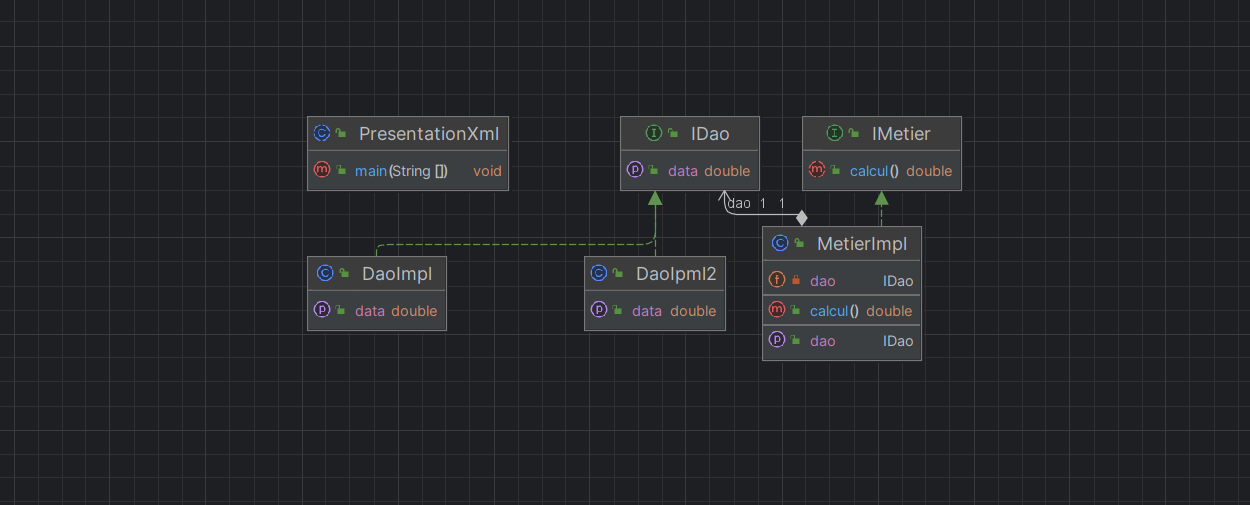 PresentationXml
main(String []) void
IDao
data double
IMetier
calcul() double
dao 1 1
DaoImpl
data double
DaoIpml2
data double
MetierImpl
dao IDao
calcul() double
dao IDao